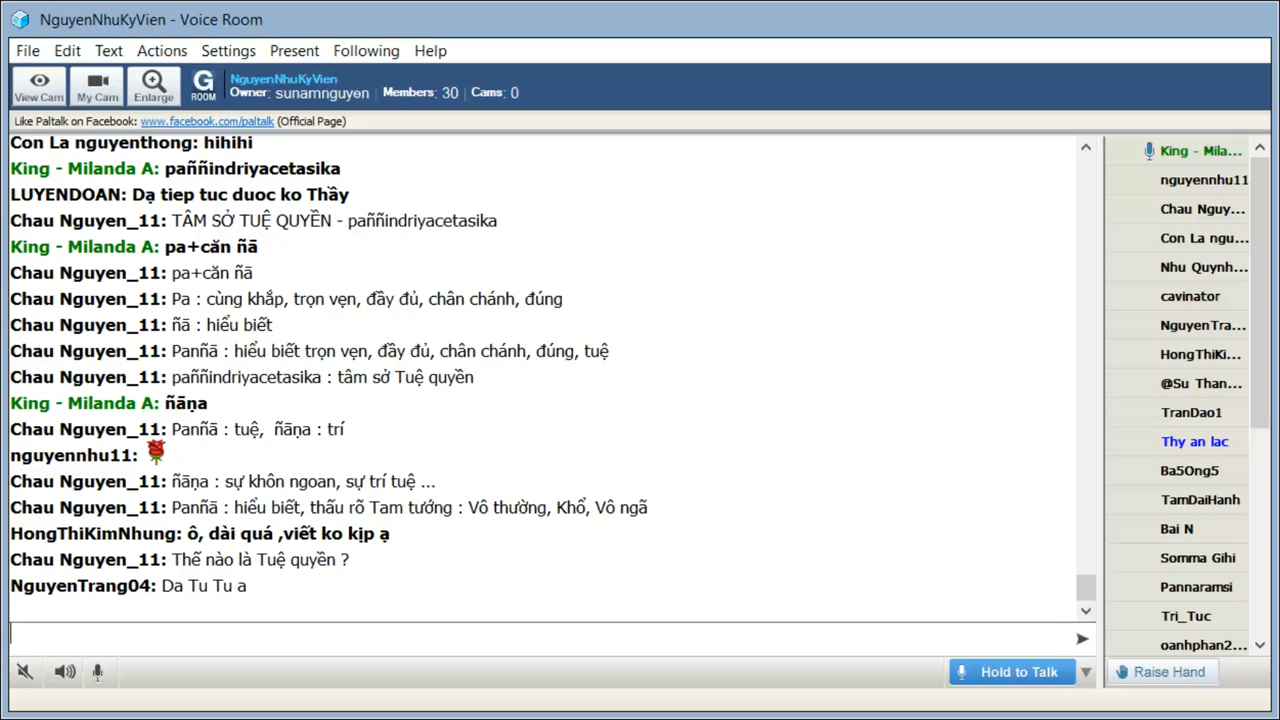 NguyenNhuKyVien - Voice Room
File Edit Text Actions Settings Present Following Help
View Cam My Cam Enlarge G ROOM NguyenNhuKyVien
Owner: sunamnguyen | Members: 30 | Cams: 0
Like Paltalk on Facebook: www.facebook.com/paltalk (Official Page)
Con La nguyenthong: hihihi
King - Milanda A: paññindriyacetasika
LUYENDOAN: Dạ tiep tuc duoc ko Thầy
Chau Nguyen_11: TÂM SỞ TUỆ QUYỀN - paññindriyacetasika
King - Milanda A: pa+căn ñā
Chau Nguyen_11: pa+căn ñā
Chau Nguyen_11: Pa : cùng khắp, trọn vẹn, đầy đủ, chân chánh, đúng
Chau Nguyen_11: ñā : hiểu biết
Chau Nguyen_11: Panñā : hiểu biết trọn vẹn, đầy đủ, chân chánh, đúng, tuệ
Chau Nguyen_11: paññindriyacetasika : tâm sở Tuệ quyền
King - Milanda A: ñāṇa
Chau Nguyen_11: Panñā : tuệ, ñāṇa : trí
nguyennhu11:
Chau Nguyen_11: ñāṇa : sự khôn ngoan, sự trí tuệ ...
Chau Nguyen_11: Panñā : hiểu biết, thấu rõ Tam tướng : Vô thường, Khổ, Vô ngã
HongThiKimNhung: ô, dài quá ,viết ko kịp ạ
Chau Nguyen_11: Thế nào là Tuệ quyền ?
NguyenTrang04: Da Tu Tu a
Hold to Talk
King - Mila...
nguyennhu11
Chau Nguy...
Con La ngu...
Nhu Quynh...
cavinator
NguyenTra...
HongThiKi...
@Su Than...
TranDao1
Thy an lac
Ba5Ong5
TamDaiHanh
Bai N
Somma Gihi
Pannaramsi
Tri_Tuc
oanhphan2...
Raise Hand